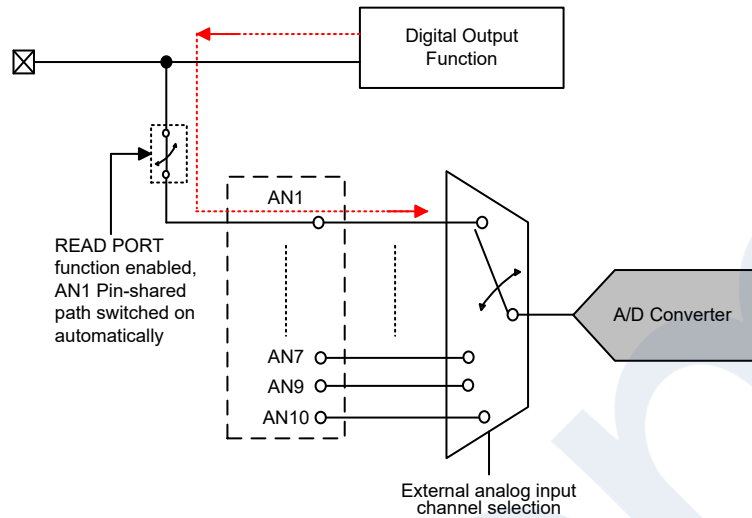 Digital Output
Function
AN1
READ PORT
function enabled,
AN1 Pin-shared
path switched on
automatically
A/D Converter
AN7
AN9
AN10
External analog input
channel selection